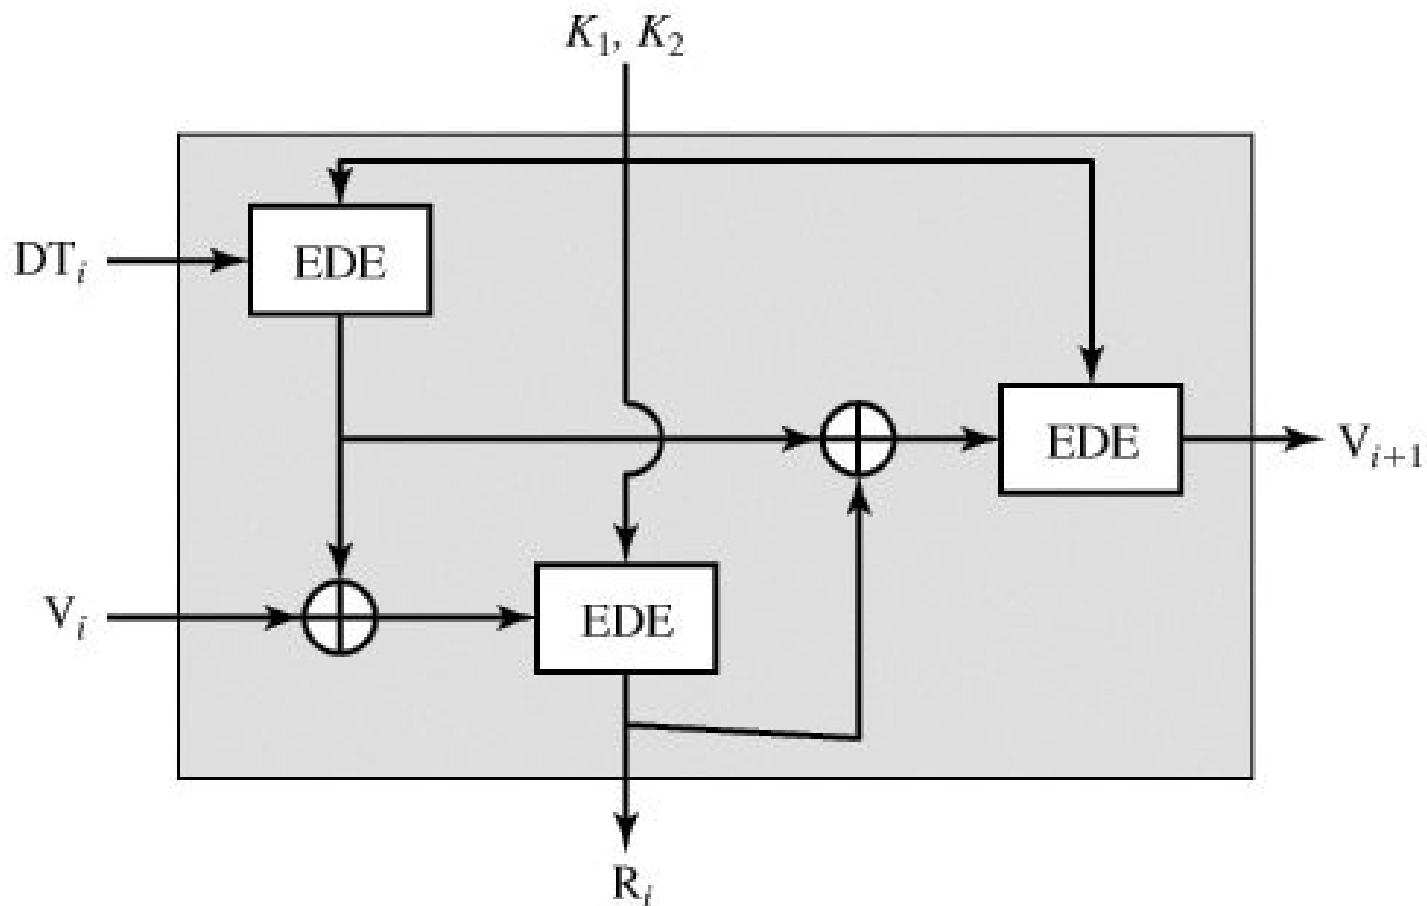 K₁, K₂
EDE
DTᵢ
EDE
Vᵢ₊₁
Vᵢ
EDE
Rᵢ